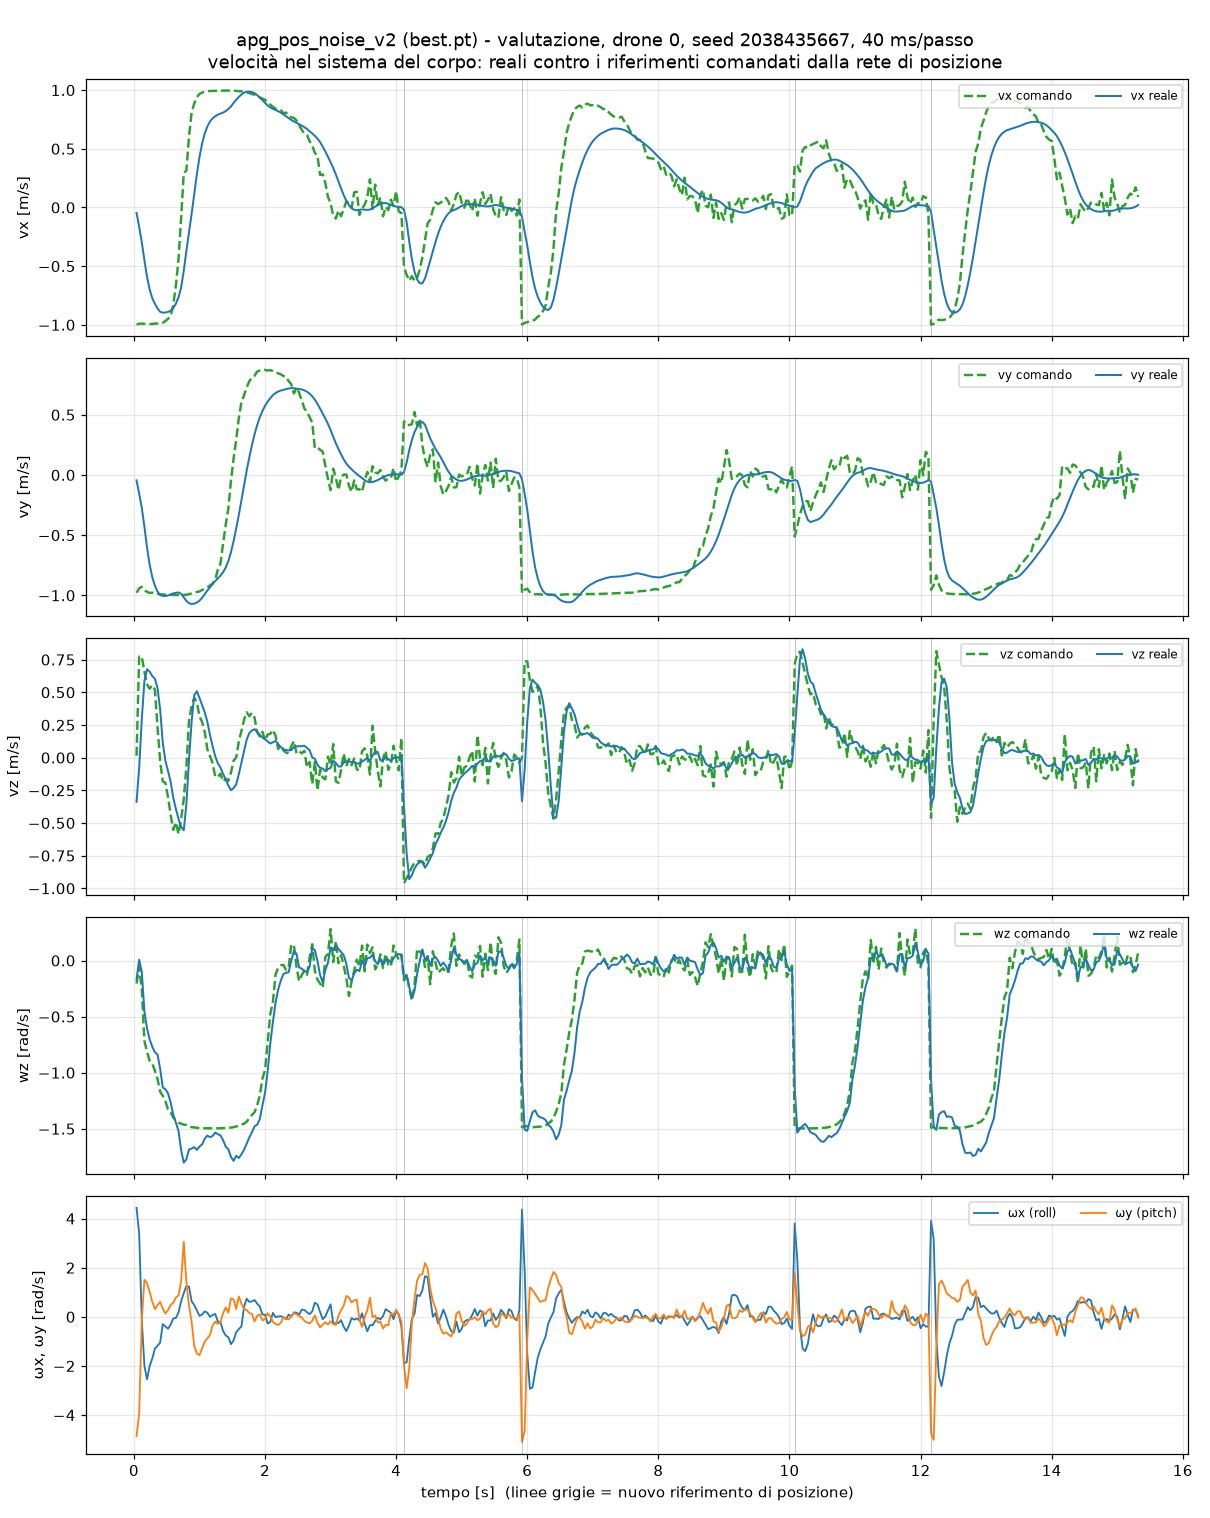 apg_pos_noise_v2 (best.pt) - valutazione, drone 0, seed 2038435667, 40 ms/passo
velocità nel sistema del corpo: reali contro i riferimenti comandati dalla rete di posizione
vx [m/s]
1.0
0.5
0.0
−0.5
−1.0
vx comando
vx reale
vy [m/s]
0.5
0.0
−0.5
−1.0
vy comando
vy reale
vz [m/s]
0.75
0.50
0.25
0.00
−0.25
−0.50
−0.75
−1.00
vz comando
vz reale
wz [rad/s]
0.0
−0.5
−1.0
−1.5
wz comando
wz reale
ωx, ωy [rad/s]
4
2
0
−2
−4
ωx (roll)
ωy (pitch)
0 2 4 6 8 10 12 14 16
tempo [s]  (linee grigie = nuovo riferimento di posizione)